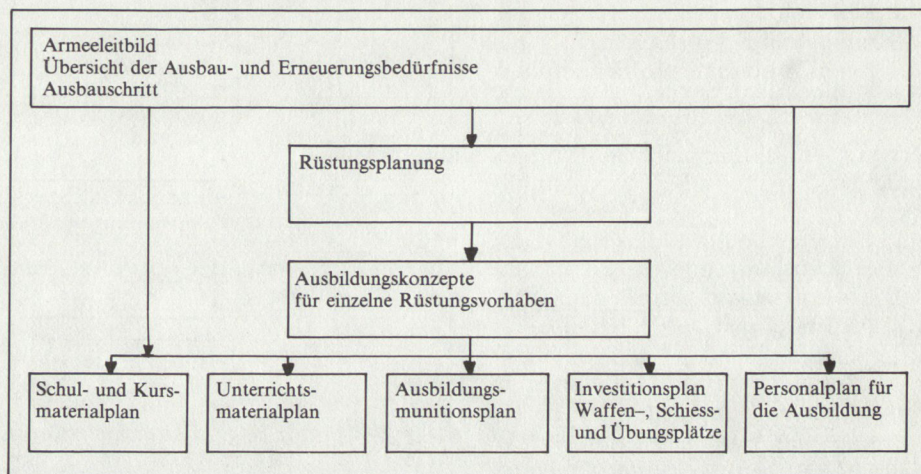 Armeeleitbild
Übersicht der Ausbau- und Erneuerungsbedürfnisse
Ausbauschritt
Rüstungsplanung
Ausbildungskonzepte
für einzelne Rüstungsvorhaben
Schul- und Kurs-
materialplan
Unterrichts-
materialplan
Ausbildungs-
munitionsplan
Investitionsplan
Waffen–, Schiess-
und Übungsplätze
Personalplan für
die Ausbildung